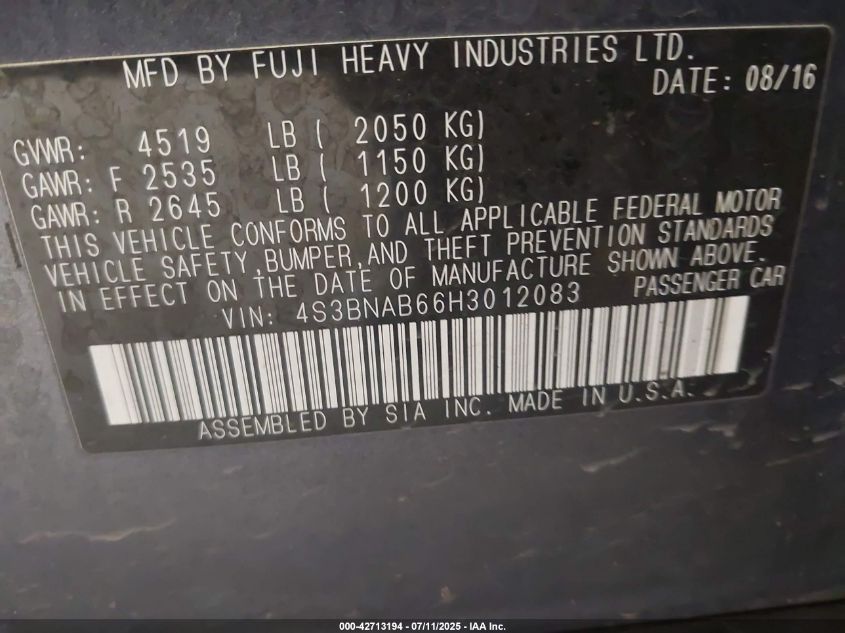 MFD BY FUJI HEAVY INDUSTRIES LTD.
DATE: 08/16
GVWR: 4519 LB ( 2050 KG)
GAWR: F 2535 LB ( 1150 KG)
GAWR: R 2645 LB ( 1200 KG)
THIS VEHICLE CONFORMS TO ALL APPLICABLE FEDERAL MOTOR
VEHICLE SAFETY,BUMPER,AND THEFT PREVENTION STANDARDS
IN EFFECT ON THE DATE OF MANUFACTURE SHOWN ABOVE.
VIN: 4S3BNAB66H3012083 PASSENGER CAR
ASSEMBLED BY SIA INC. MADE IN U.S.A.
000-42713194 - 07/11/2025 - IAA Inc.